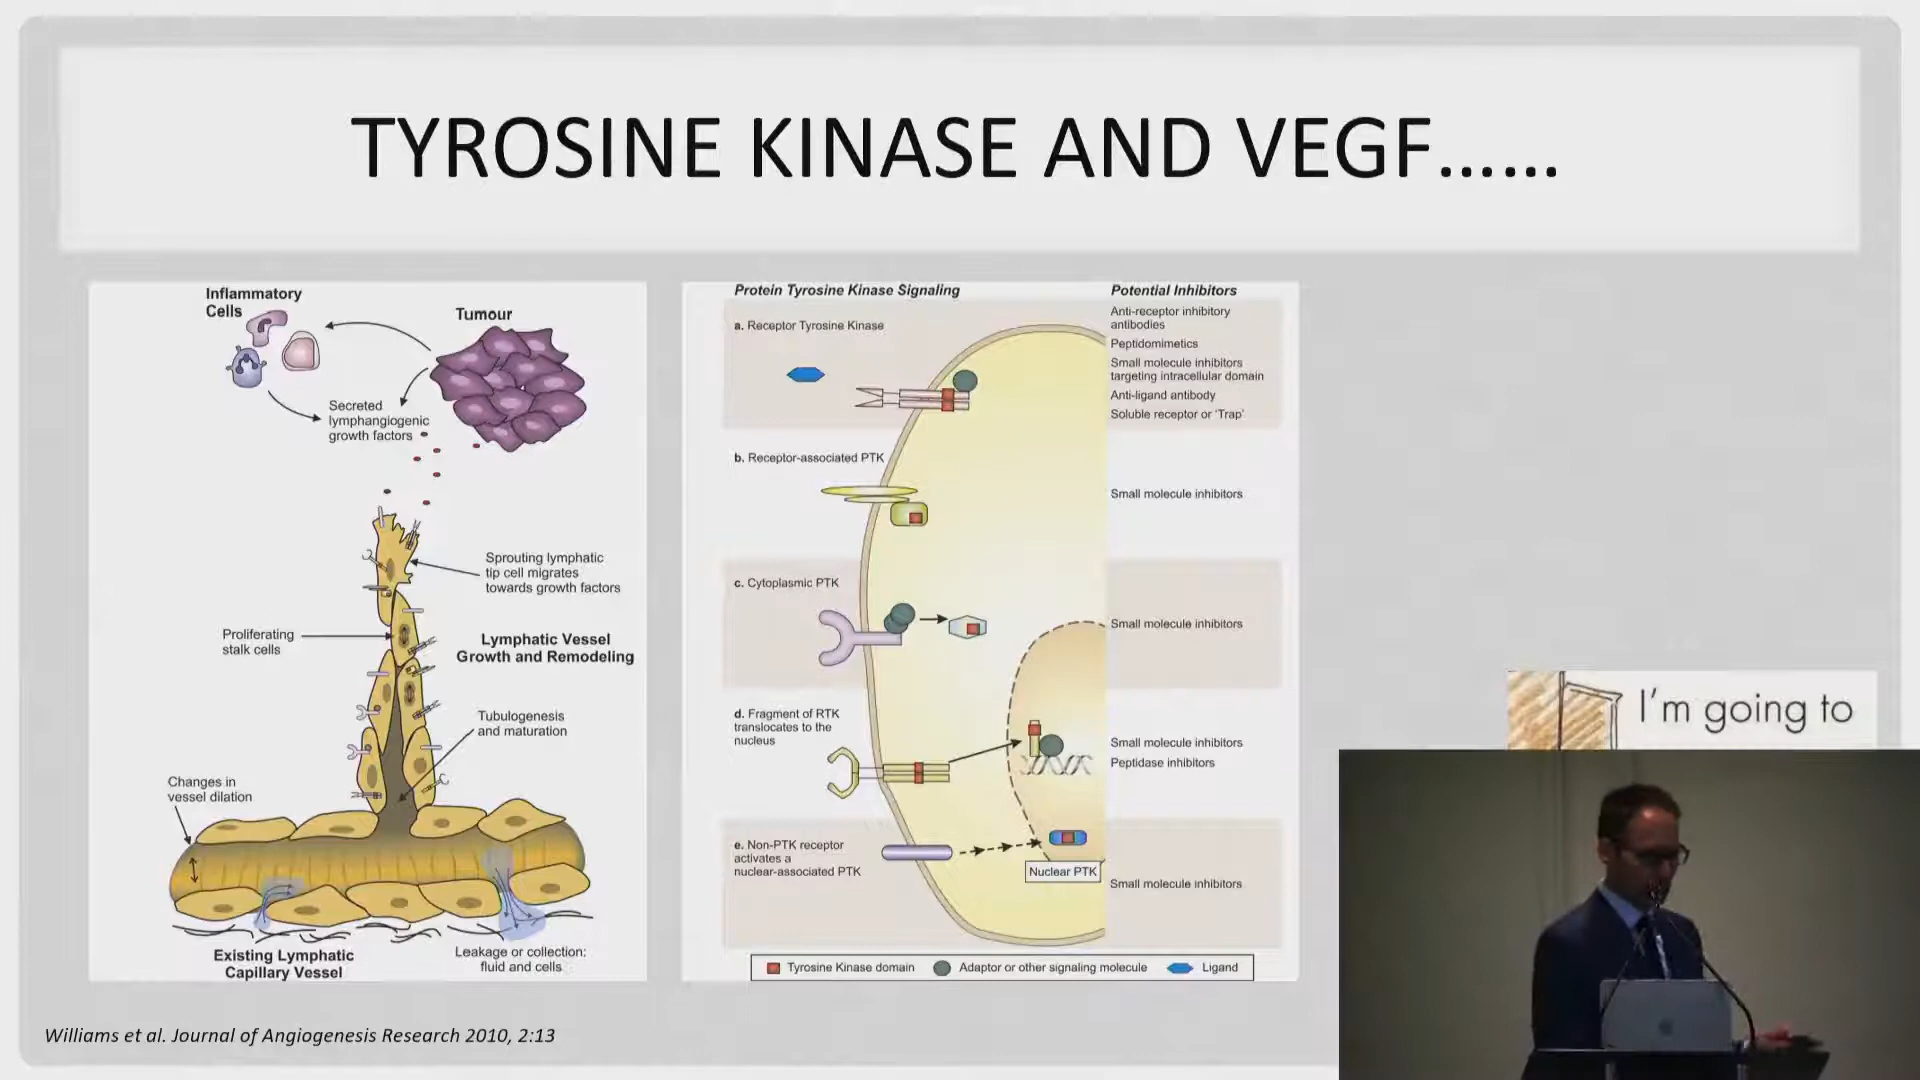 TYROSINE KINASE AND VEGF......
Inflammatory
Cells
Tumour
Secreted
lymphangiogenic
growth factors
Sprouting lymphatic
tip cell migrates
towards growth factors
Proliferating
stalk cells
Lymphatic Vessel
Growth and Remodeling
Tubulogenesis
and maturation
Changes in
vessel dilation
Existing Lymphatic
Capillary Vessel
Leakage or collection:
fluid and cells
Protein Tyrosine Kinase Signaling
Potential Inhibitors
a. Receptor Tyrosine Kinase
Anti-receptor inhibitory
antibodies
Peptidomimetics
Small molecule inhibitors
targeting intracellular domain
Anti-ligand antibody
Soluble receptor or ‘Trap’
b. Receptor-associated PTK
Small molecule inhibitors
c. Cytoplasmic PTK
Small molecule inhibitors
d. Fragment of RTK
translocates to the
nucleus
Small molecule inhibitors
Peptidase inhibitors
e. Non-PTK receptor
activates a
nuclear-associated PTK
Nuclear PTK
Small molecule inhibitors
Tyrosine Kinase domain
Adaptor or other signaling molecule
Ligand
I'm going to
Williams et al. Journal of Angiogenesis Research 2010, 2:13